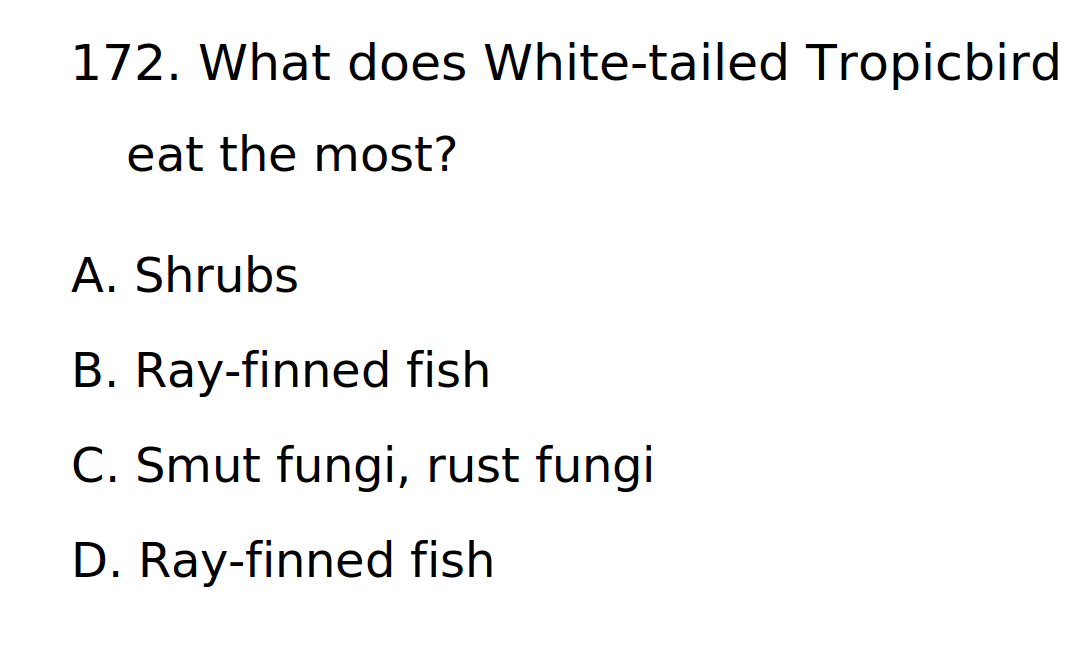 172. What does White-tailed Tropicbird
eat the most?
A. Shrubs
B. Ray-finned fish
C. Smut fungi, rust fungi
D. Ray-finned fish